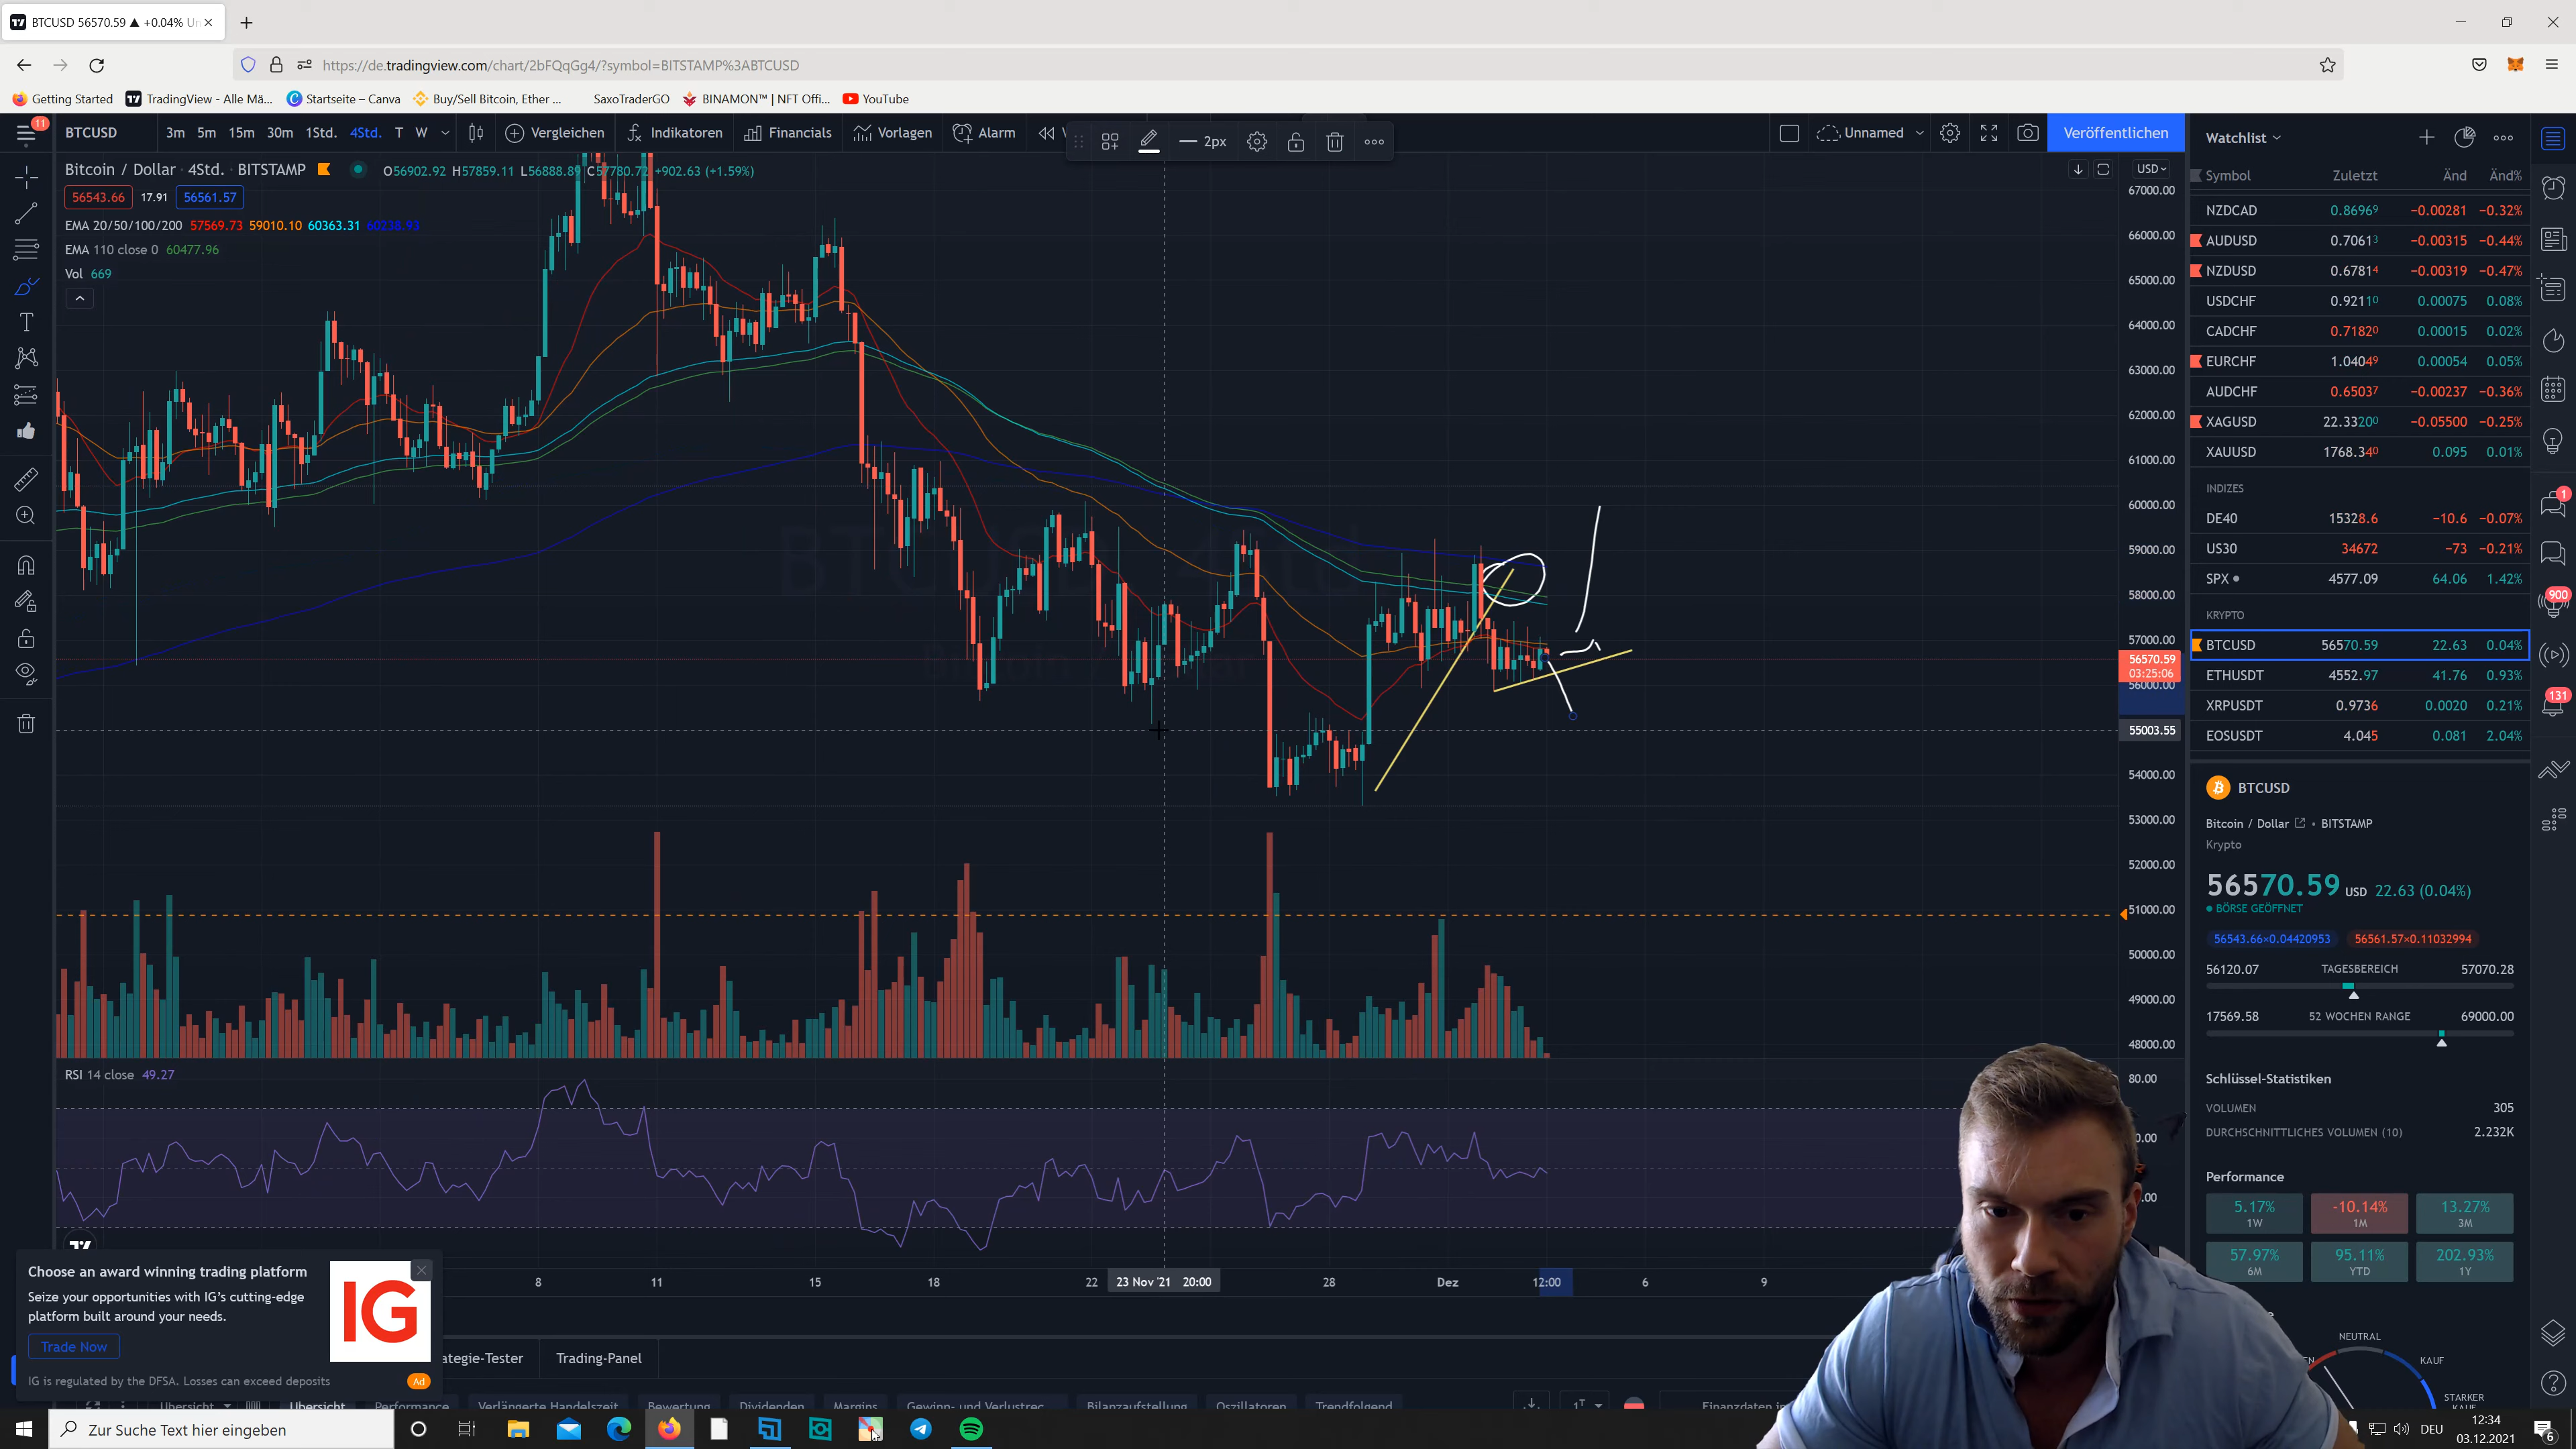 BTCUSD 56570.59 ▲ +0.04% Un
https://de.tradingview.com/chart/2bFQqGg4/?symbol=BITSTAMP%3ABTCUSD
Getting Started TradingView - Alle Mä... Startseite – Canva Buy/Sell Bitcoin, Ether ... SaxoTraderGO BINAMON™ | NFT Offi... YouTube
11
BTCUSD 3m 5m 15m 30m 1Std. 4Std. T W Vergleichen Indikatoren Financials Vorlagen Alarm 2px Unnamed Veröffentlichen
Bitcoin / Dollar · 4Std. · BITSTAMP O56902.92 H57859.11 L56888.89 C57780.72 +902.63 (+1.59%)
56543.66 17.91 56561.57
EMA 20/50/100/200 57569.73 59010.10 60363.31 60238.93
EMA 110 close 0 60477.96
Vol 669
USD
67000.00
66000.00
65000.00
64000.00
63000.00
62000.00
61000.00
60000.00
59000.00
58000.00
57000.00
56570.59
03:25:06
56000.00
55003.55
54000.00
53000.00
52000.00
51000.00
50000.00
49000.00
48000.00
RSI 14 close 49.27
80.00
8 11 15 18 22 23 Nov '21 20:00 28 Dez 12:00 6 9
Watchlist
Symbol Zuletzt Änd Änd%
NZDCAD 0.86969 −0.00281 −0.32%
AUDUSD 0.70613 −0.00315 −0.44%
NZDUSD 0.67814 −0.00319 −0.47%
USDCHF 0.92110 0.00075 0.08%
CADCHF 0.71820 0.00015 0.02%
EURCHF 1.04049 0.00054 0.05%
AUDCHF 0.65037 −0.00237 −0.36%
XAGUSD 22.33200 −0.05500 −0.25%
XAUUSD 1768.340 0.095 0.01%
INDIZES
DE40 15328.6 −10.6 −0.07%
US30 34672 −73 −0.21%
SPX 4577.09 64.06 1.42%
KRYPTO
BTCUSD 56570.59 22.63 0.04%
ETHUSDT 4552.97 41.76 0.93%
XRPUSDT 0.9736 0.0020 0.21%
EOSUSDT 4.045 0.081 2.04%
1
900
131
BTCUSD
Bitcoin / Dollar • BITSTAMP
Krypto
56570.59 USD 22.63 (0.04%)
BÖRSE GEÖFFNET
56543.66×0.04420953 56561.57×0.11032994
56120.07 TAGESBEREICH 57070.28
17569.58 52 WOCHEN RANGE 69000.00
Schlüssel-Statistiken
VOLUMEN 305
DURCHSCHNITTLICHES VOLUMEN (10) 2.232K
Performance
5.17% -10.14% 13.27%
1W 1M 3M
57.97% 95.11% 202.93%
6M YTD 1Y
NEUTRAL
KAUF
STARKER
Choose an award winning trading platform
Seize your opportunities with IG's cutting-edge
platform built around your needs.
Trade Now
IG
IG is regulated by the DFSA. Losses can exceed deposits Ad
ategie-Tester Trading-Panel
Übersicht Übersicht Performance Verlängerte Handelszeit Bewertung Dividenden Margins Gewinn- und Verlustrec Bilanzaufstellung Oszillatoren Trendfolgend 1T Finanzdaten in
Zur Suche Text hier eingeben
DEU 12:34
03.12.2021
6